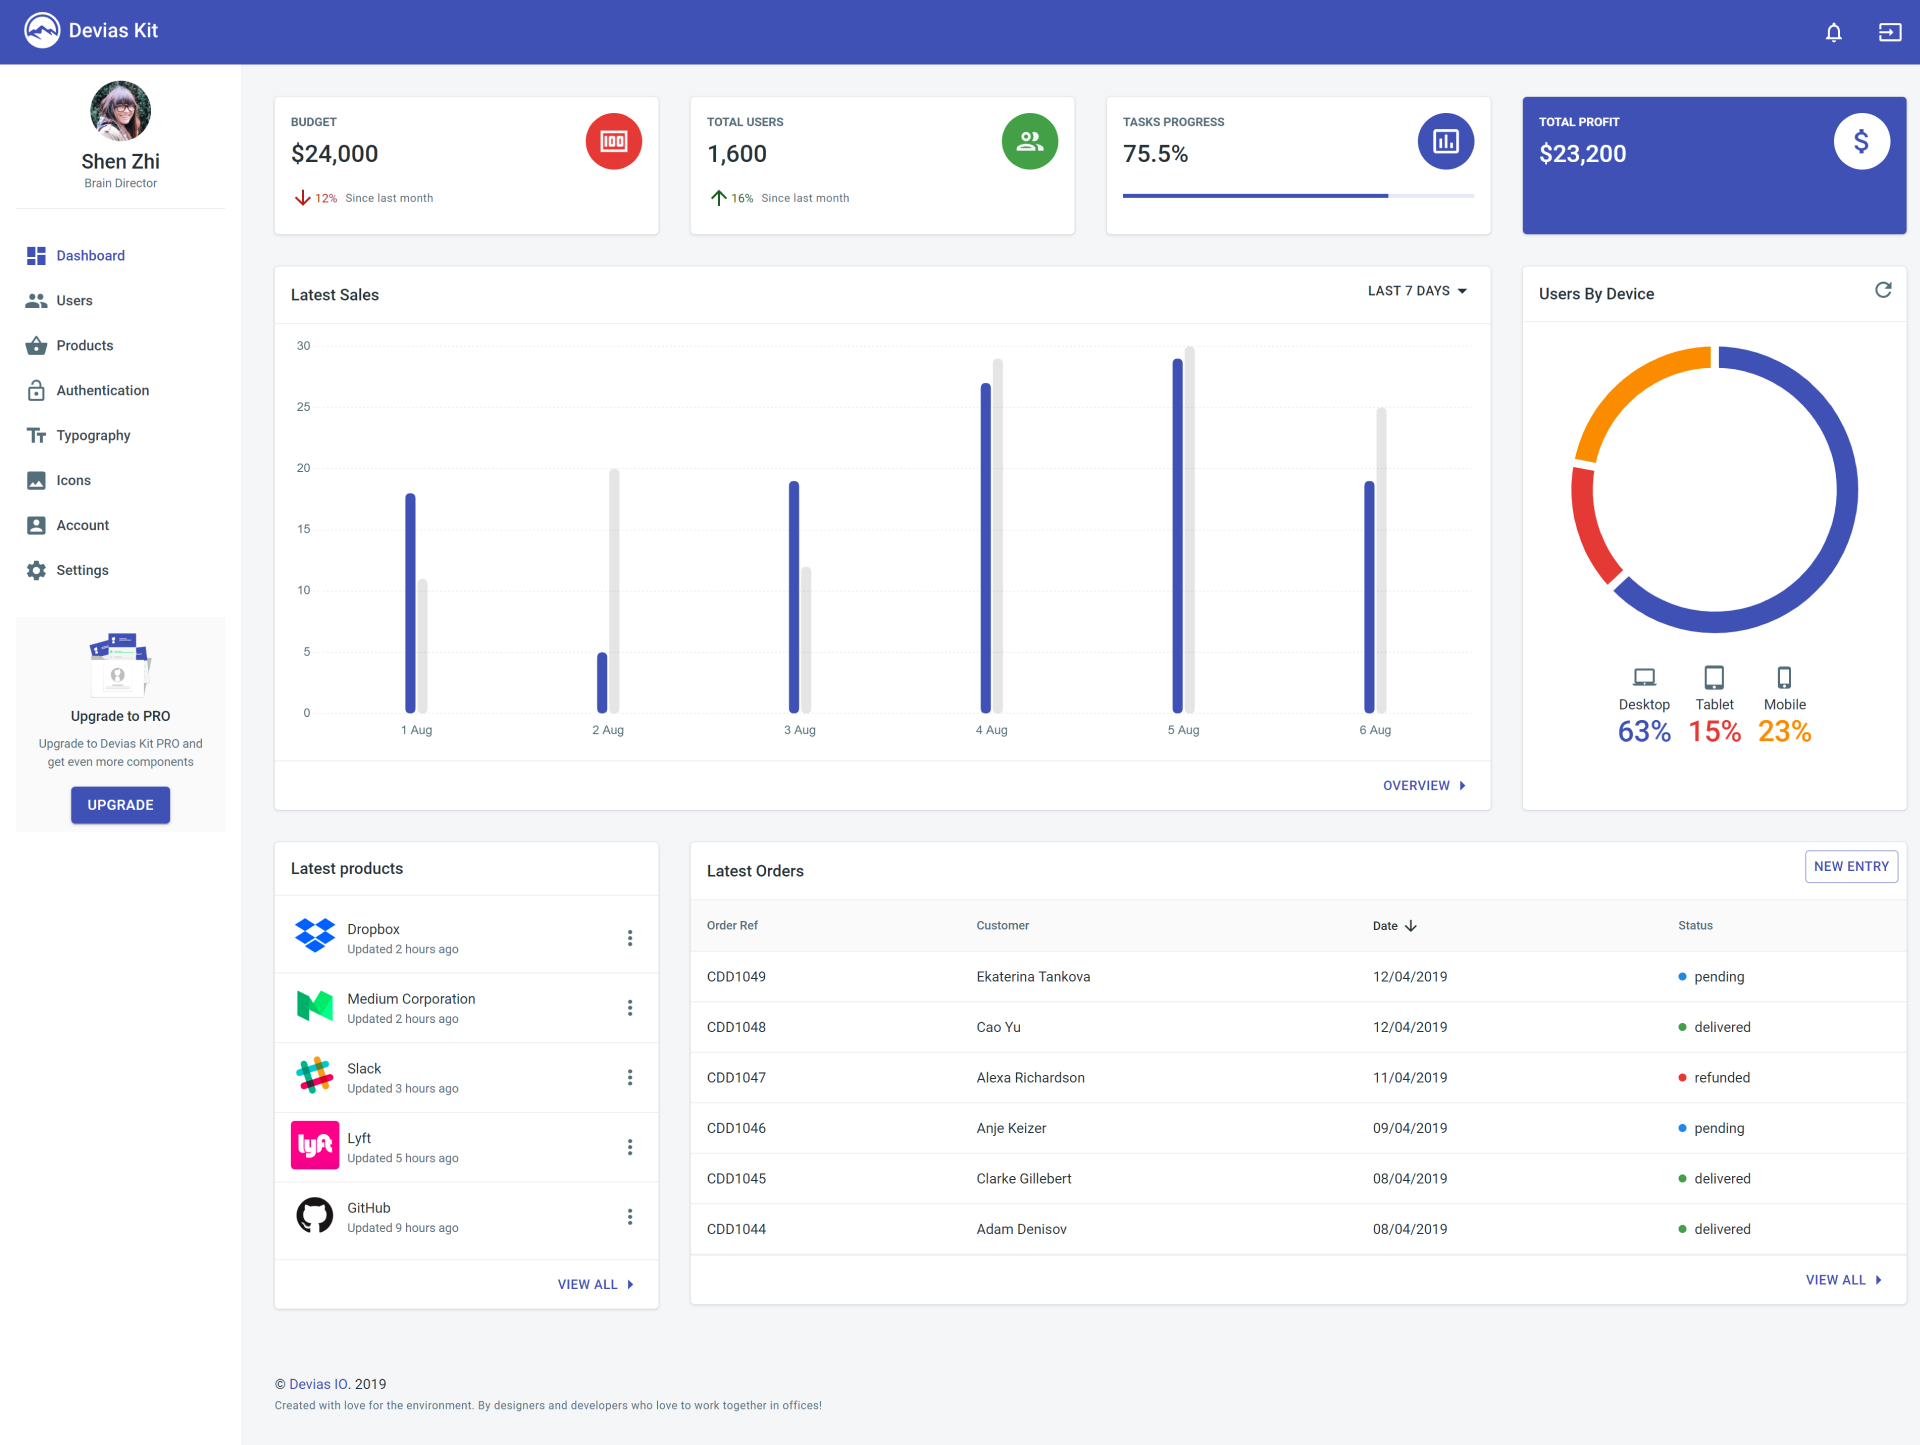 Devias Kit
Shen Zhi
Brain Director
Dashboard
Users
Products
Authentication
Typography
Icons
Account
Settings
Upgrade to PRO
Upgrade to Devias Kit PRO and
get even more components
UPGRADE
BUDGET
$24,000
12% Since last month
TOTAL USERS
1,600
16% Since last month
TASKS PROGRESS
75.5%
TOTAL PROFIT
$23,200
$
Latest Sales
LAST 7 DAYS
30
25
20
15
10
5
0
1 Aug 2 Aug 3 Aug 4 Aug 5 Aug 6 Aug
OVERVIEW
Users By Device
Desktop Tablet Mobile
63% 15% 23%
Latest products
Dropbox
Updated 2 hours ago
Medium Corporation
Updated 2 hours ago
Slack
Updated 3 hours ago
lyft
Lyft
Updated 5 hours ago
GitHub
Updated 9 hours ago
VIEW ALL
Latest Orders
NEW ENTRY
Order Ref Customer Date Status
CDD1049 Ekaterina Tankova 12/04/2019 pending
CDD1048 Cao Yu 12/04/2019 delivered
CDD1047 Alexa Richardson 11/04/2019 refunded
CDD1046 Anje Keizer 09/04/2019 pending
CDD1045 Clarke Gillebert 08/04/2019 delivered
CDD1044 Adam Denisov 08/04/2019 delivered
VIEW ALL
© Devias IO. 2019
Created with love for the environment. By designers and developers who love to work together in offices!